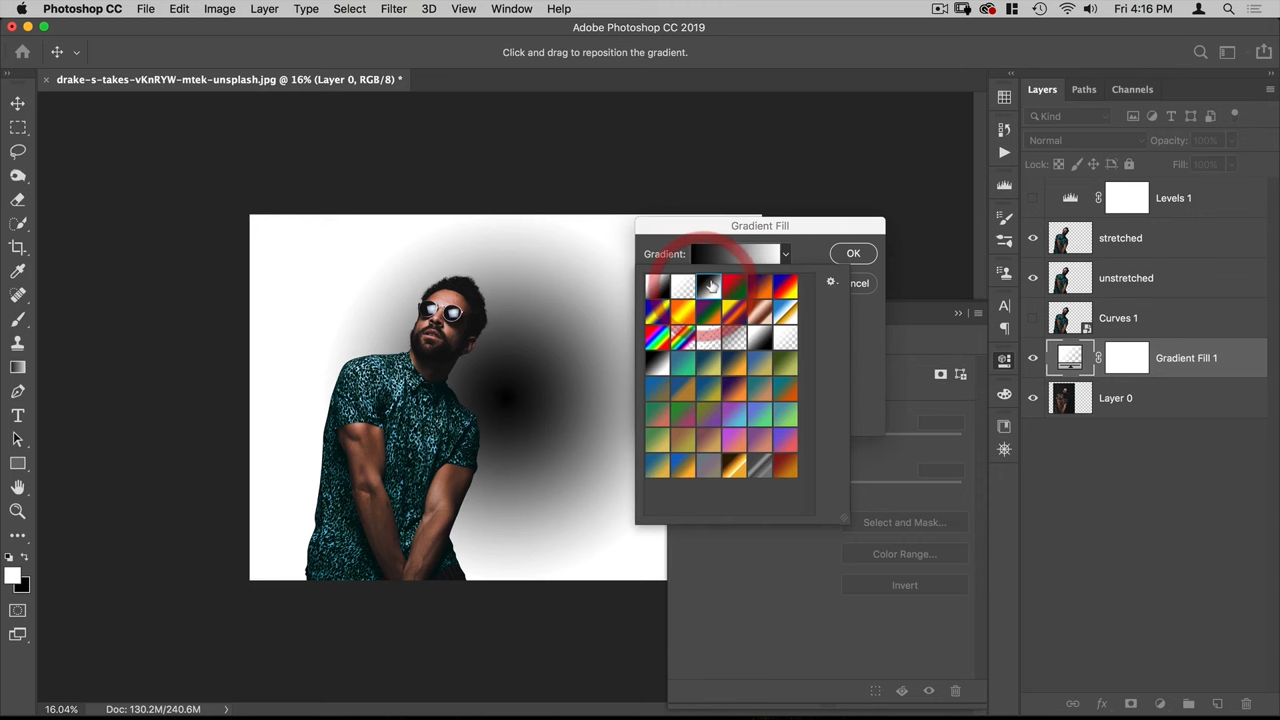 Photoshop CC File Edit Image Layer Type Select Filter 3D View Window Help Fri 4:16 PM
Adobe Photoshop CC 2019
Click and drag to reposition the gradient.
× drake-s-takes-vKnRYW-mtek-unsplash.jpg @ 16% (Layer 0, RGB/8) *
Layers Paths Channels
Kind
Normal Opacity: 100%
Lock: Fill: 100%
Levels 1
stretched
unstretched
Curves 1
Gradient Fill 1
Layer 0
Gradient Fill
Gradient: OK
ncel
Select and Mask...
Color Range...
Invert
16.04% Doc: 130.2M/240.6M